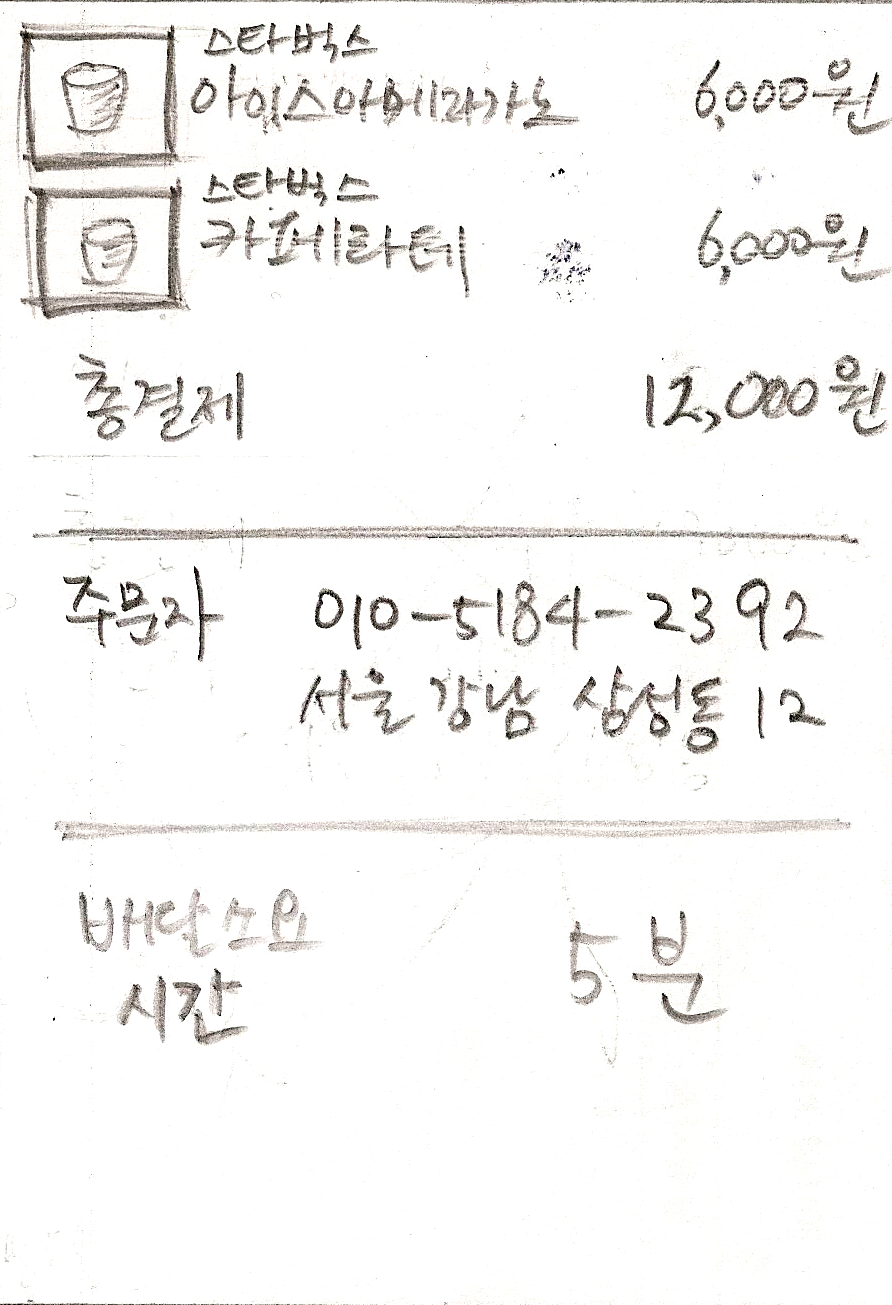 스타벅스
아이스아메리카노 6,000원
스타벅스
카페라떼 6,000원
총결제 12,000원
주문자 010-5184-2392
서울 강남 삼성동 12
배달소요
시간 5분